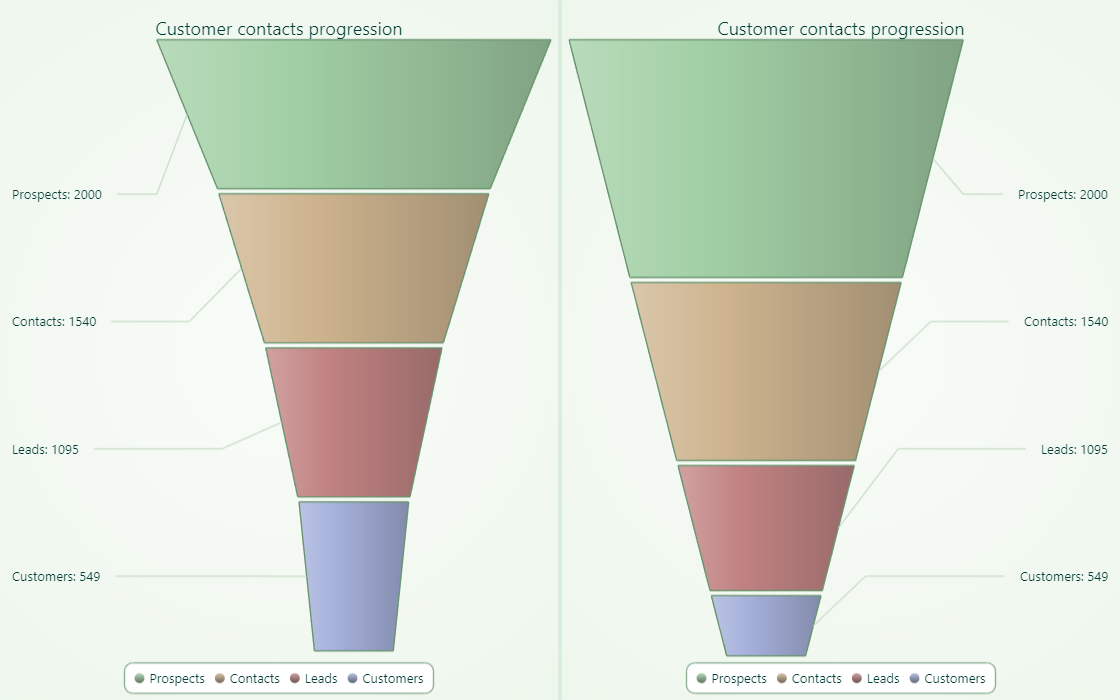 Customer contacts progression
Prospects: 2000
Contacts: 1540
Leads: 1095
Customers: 549
Prospects Contacts Leads Customers
Customer contacts progression
Prospects: 2000
Contacts: 1540
Leads: 1095
Customers: 549
Prospects Contacts Leads Customers